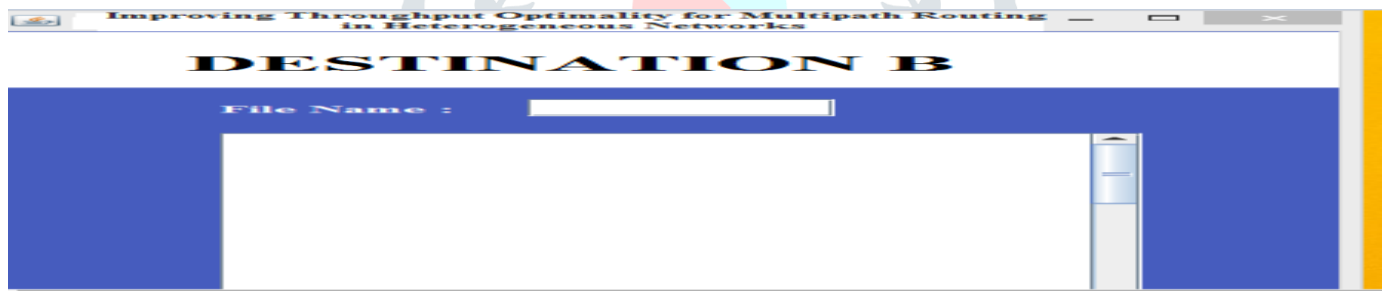 Improving Throughput Optimality for Multipath Routing
in Heterogeneous Networks
DESTINATION B
File Name :